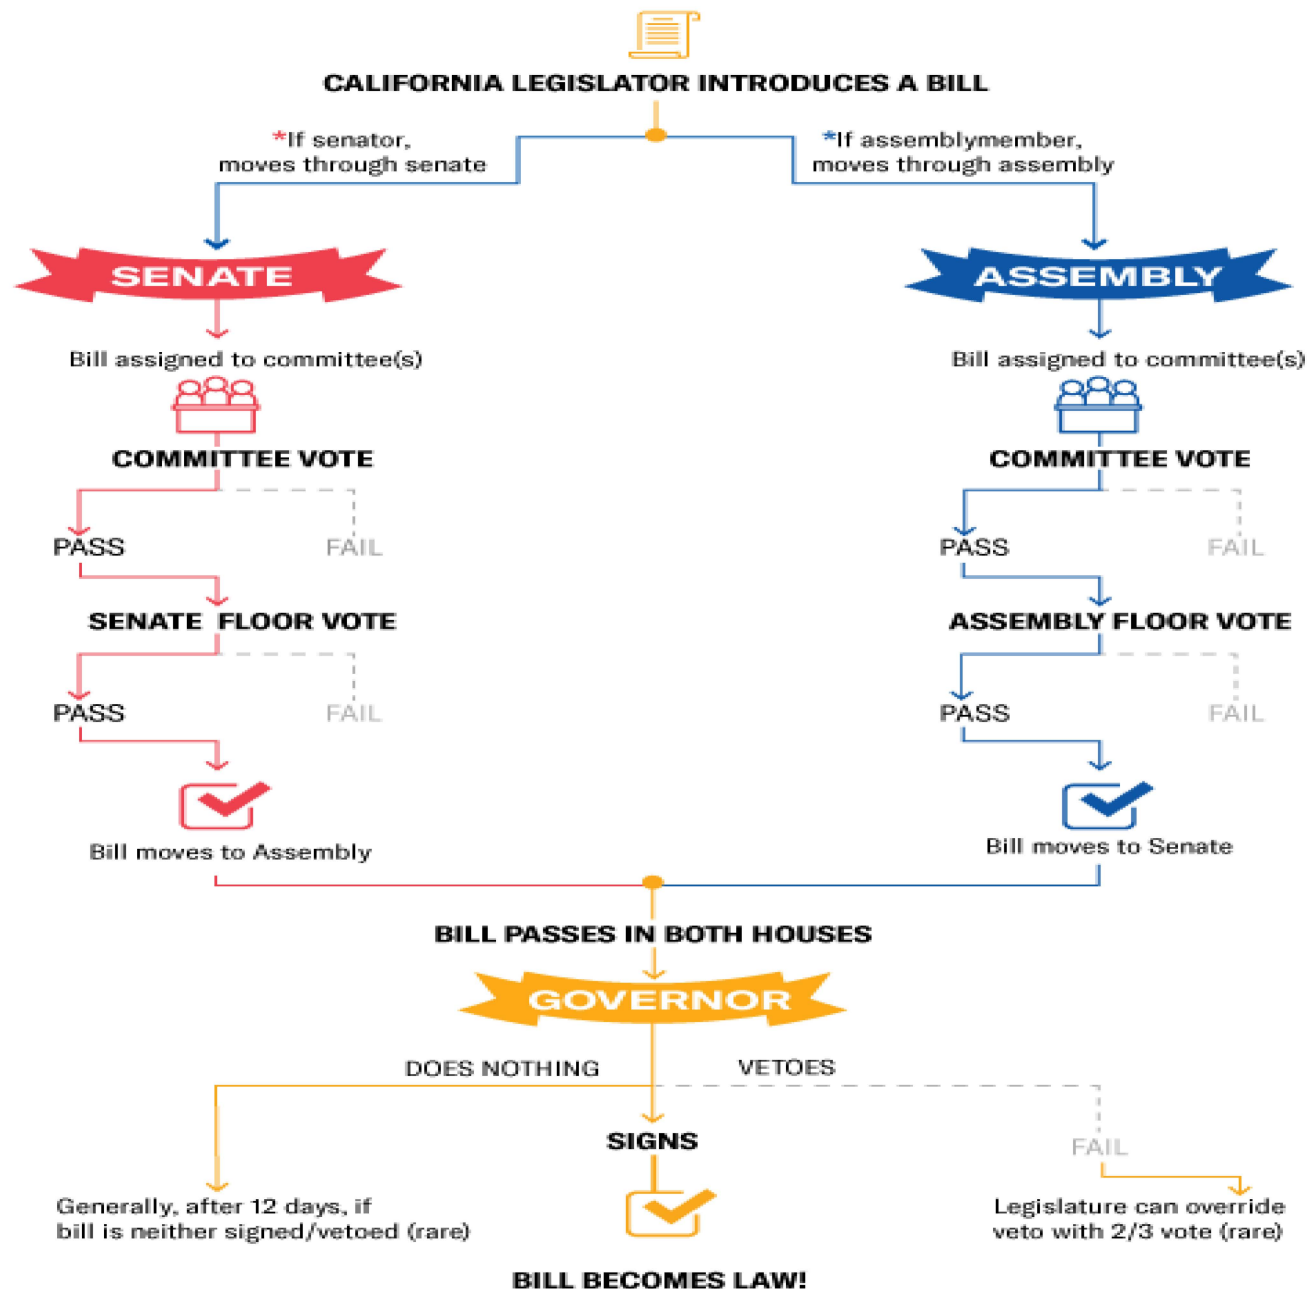 CALIFORNIA LEGISLATOR INTRODUCES A BILL
*If senator,
moves through senate
*If assemblymember,
moves through assembly
SENATE
Bill assigned to committee(s)
COMMITTEE VOTE
PASS
FAIL
SENATE FLOOR VOTE
PASS
FAIL
Bill moves to Assembly
ASSEMBLY
Bill assigned to committee(s)
COMMITTEE VOTE
PASS
FAIL
ASSEMBLY FLOOR VOTE
PASS
FAIL
Bill moves to Senate
BILL PASSES IN BOTH HOUSES
GOVERNOR
DOES NOTHING
VETOES
SIGNS
FAIL
Generally, after 12 days, if
bill is neither signed/vetoed (rare)
Legislature can override
veto with 2/3 vote (rare)
BILL BECOMES LAW!